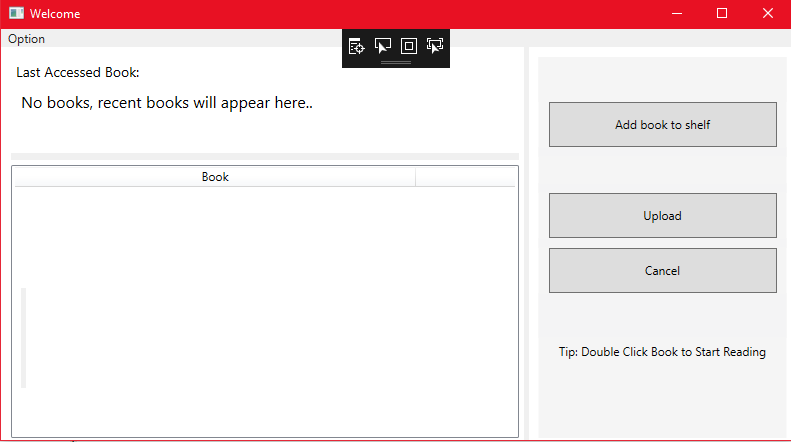 Welcome
Option
Last Accessed Book:
No books, recent books will appear here..
Book
Add book to shelf
Upload
Cancel
Tip: Double Click Book to Start Reading